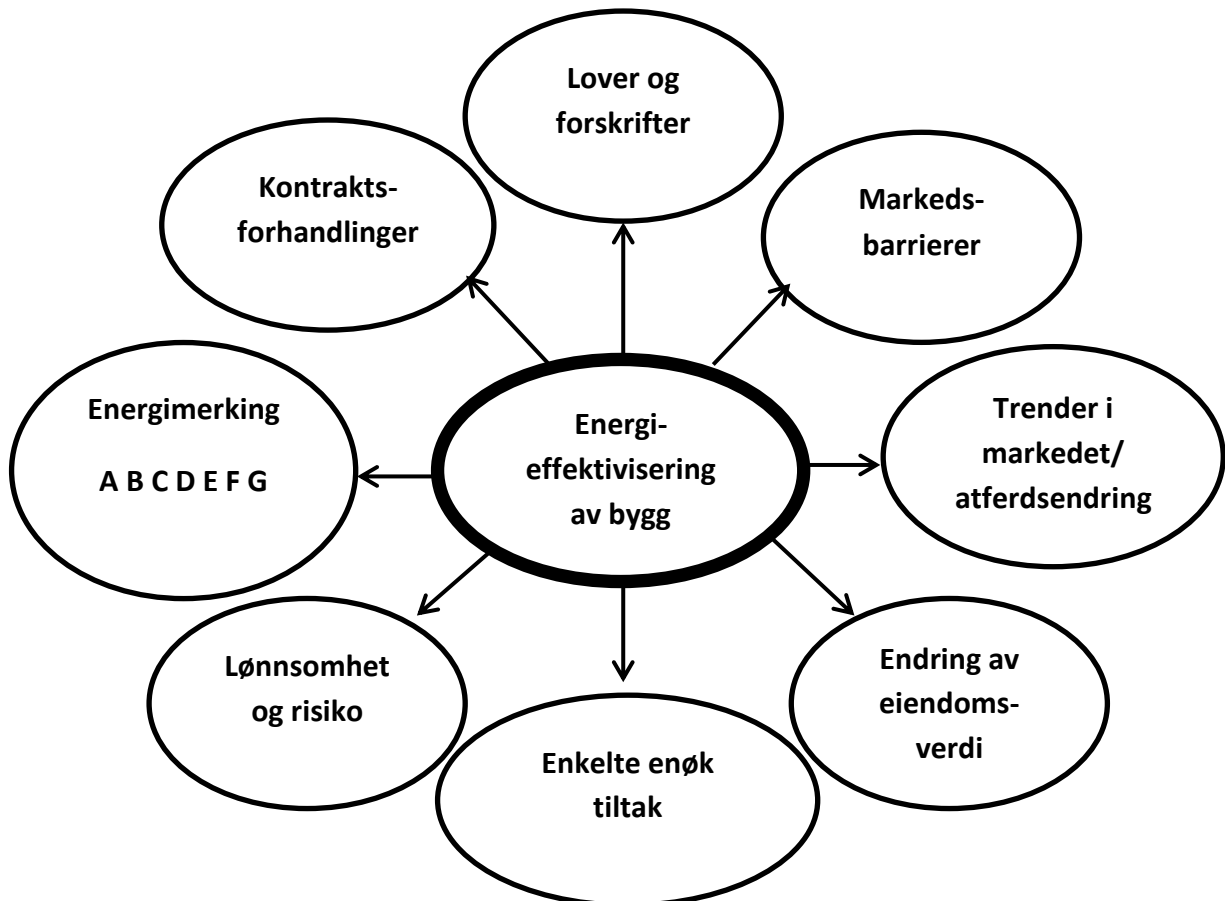 Lover og
forskrifter
Kontrakts-
forhandlinger
Markeds-
barrierer
Energimerking
A B C D E F G
Energi-
effektivisering
av bygg
Trender i
markedet/
atferdsendring
Lønnsomhet
og risiko
Enkelte enøk
tiltak
Endring av
eiendoms-
verdi